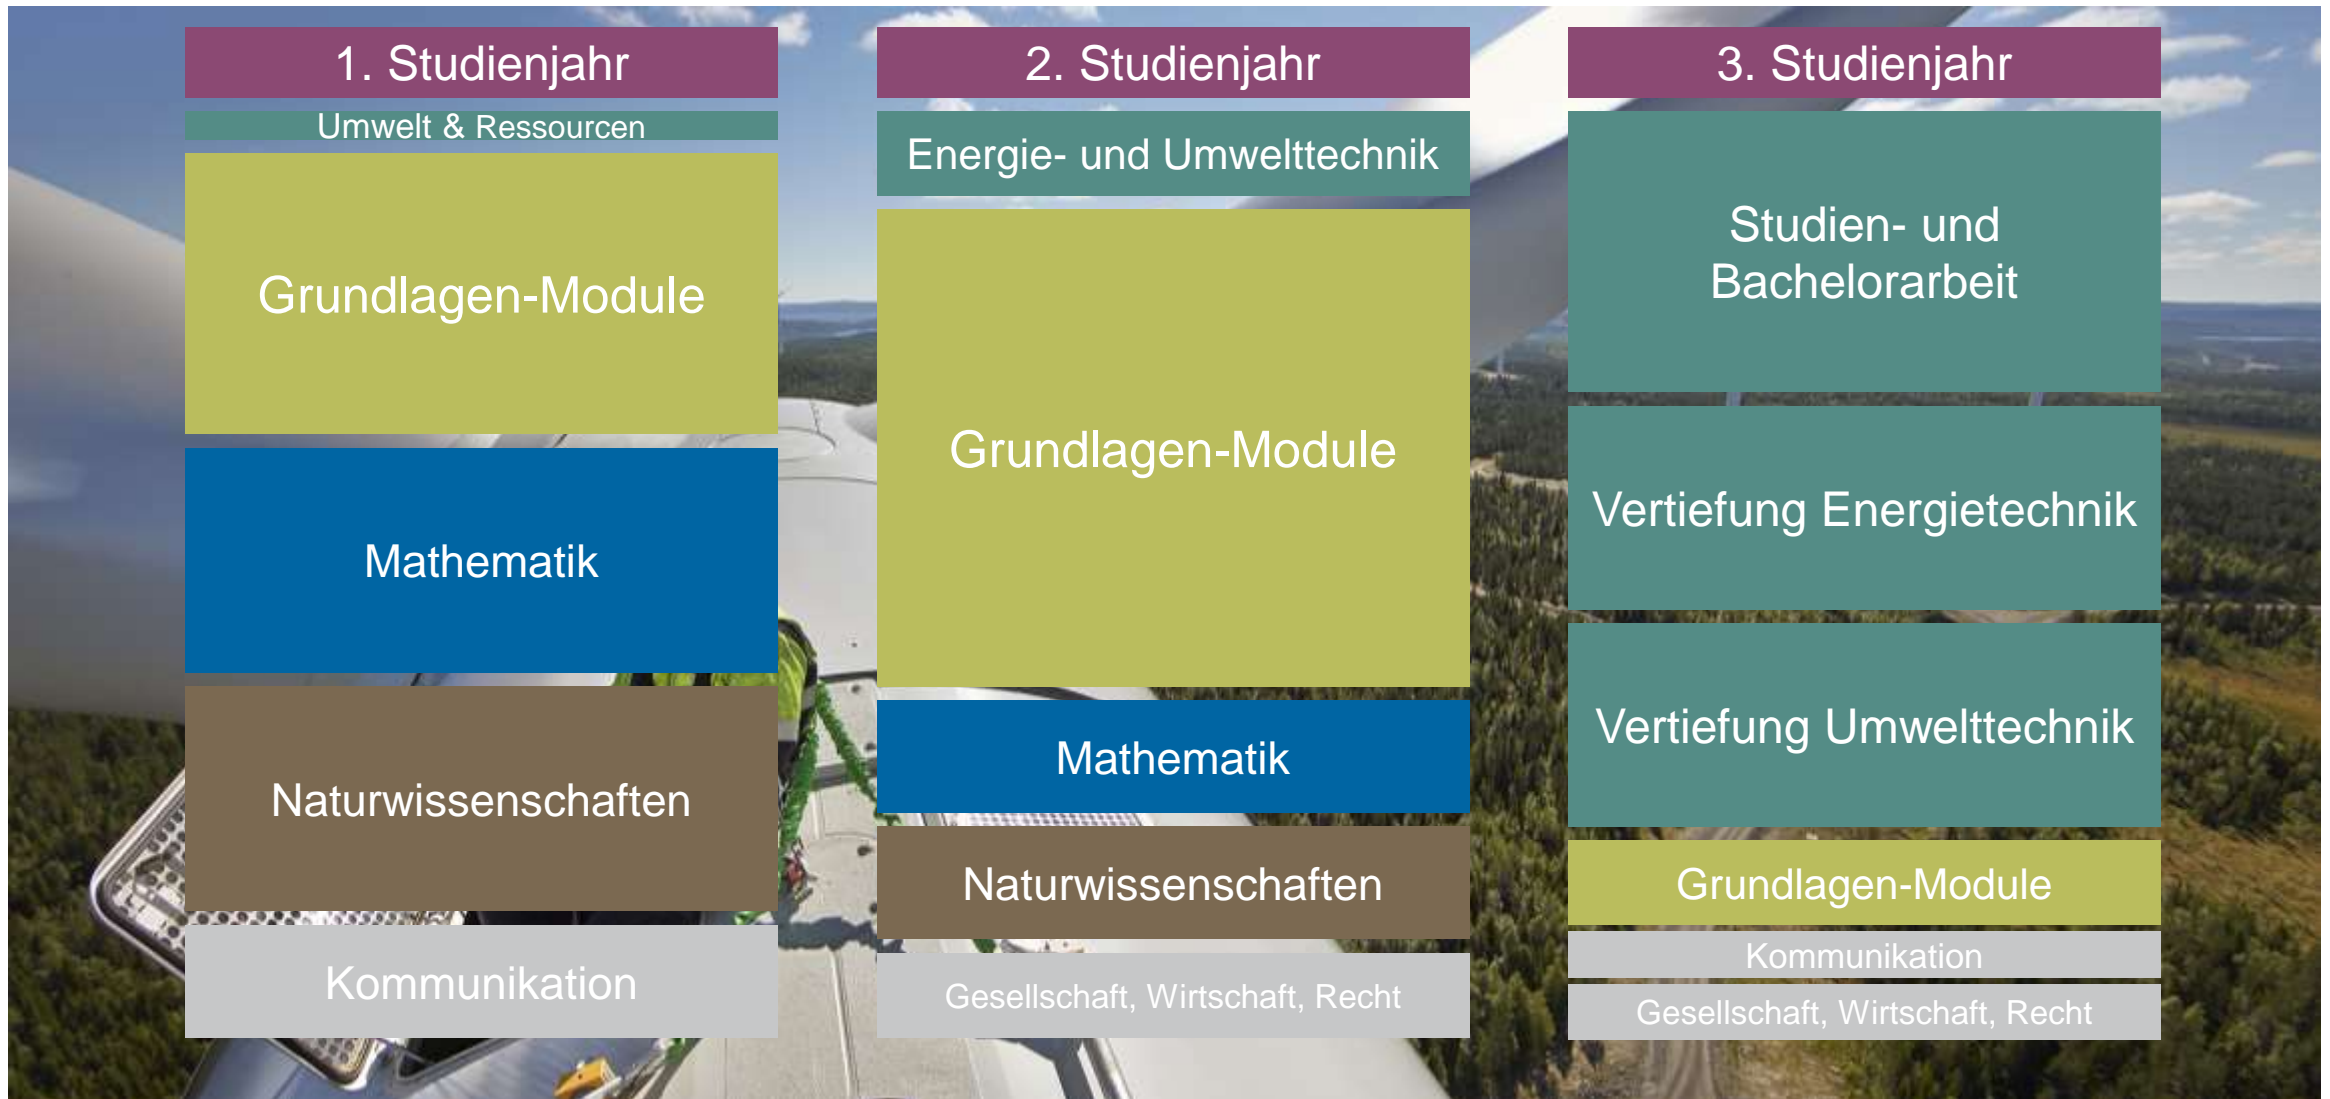 1. Studienjahr
Umwelt & Ressourcen
Grundlagen-Module
Mathematik
Naturwissenschaften
Kommunikation
2. Studienjahr
Energie- und Umwelttechnik
Grundlagen-Module
Mathematik
Naturwissenschaften
Gesellschaft, Wirtschaft, Recht
3. Studienjahr
Studien- und
Bachelorarbeit
Vertiefung Energietechnik
Vertiefung Umwelttechnik
Grundlagen-Module
Kommunikation
Gesellschaft, Wirtschaft, Recht